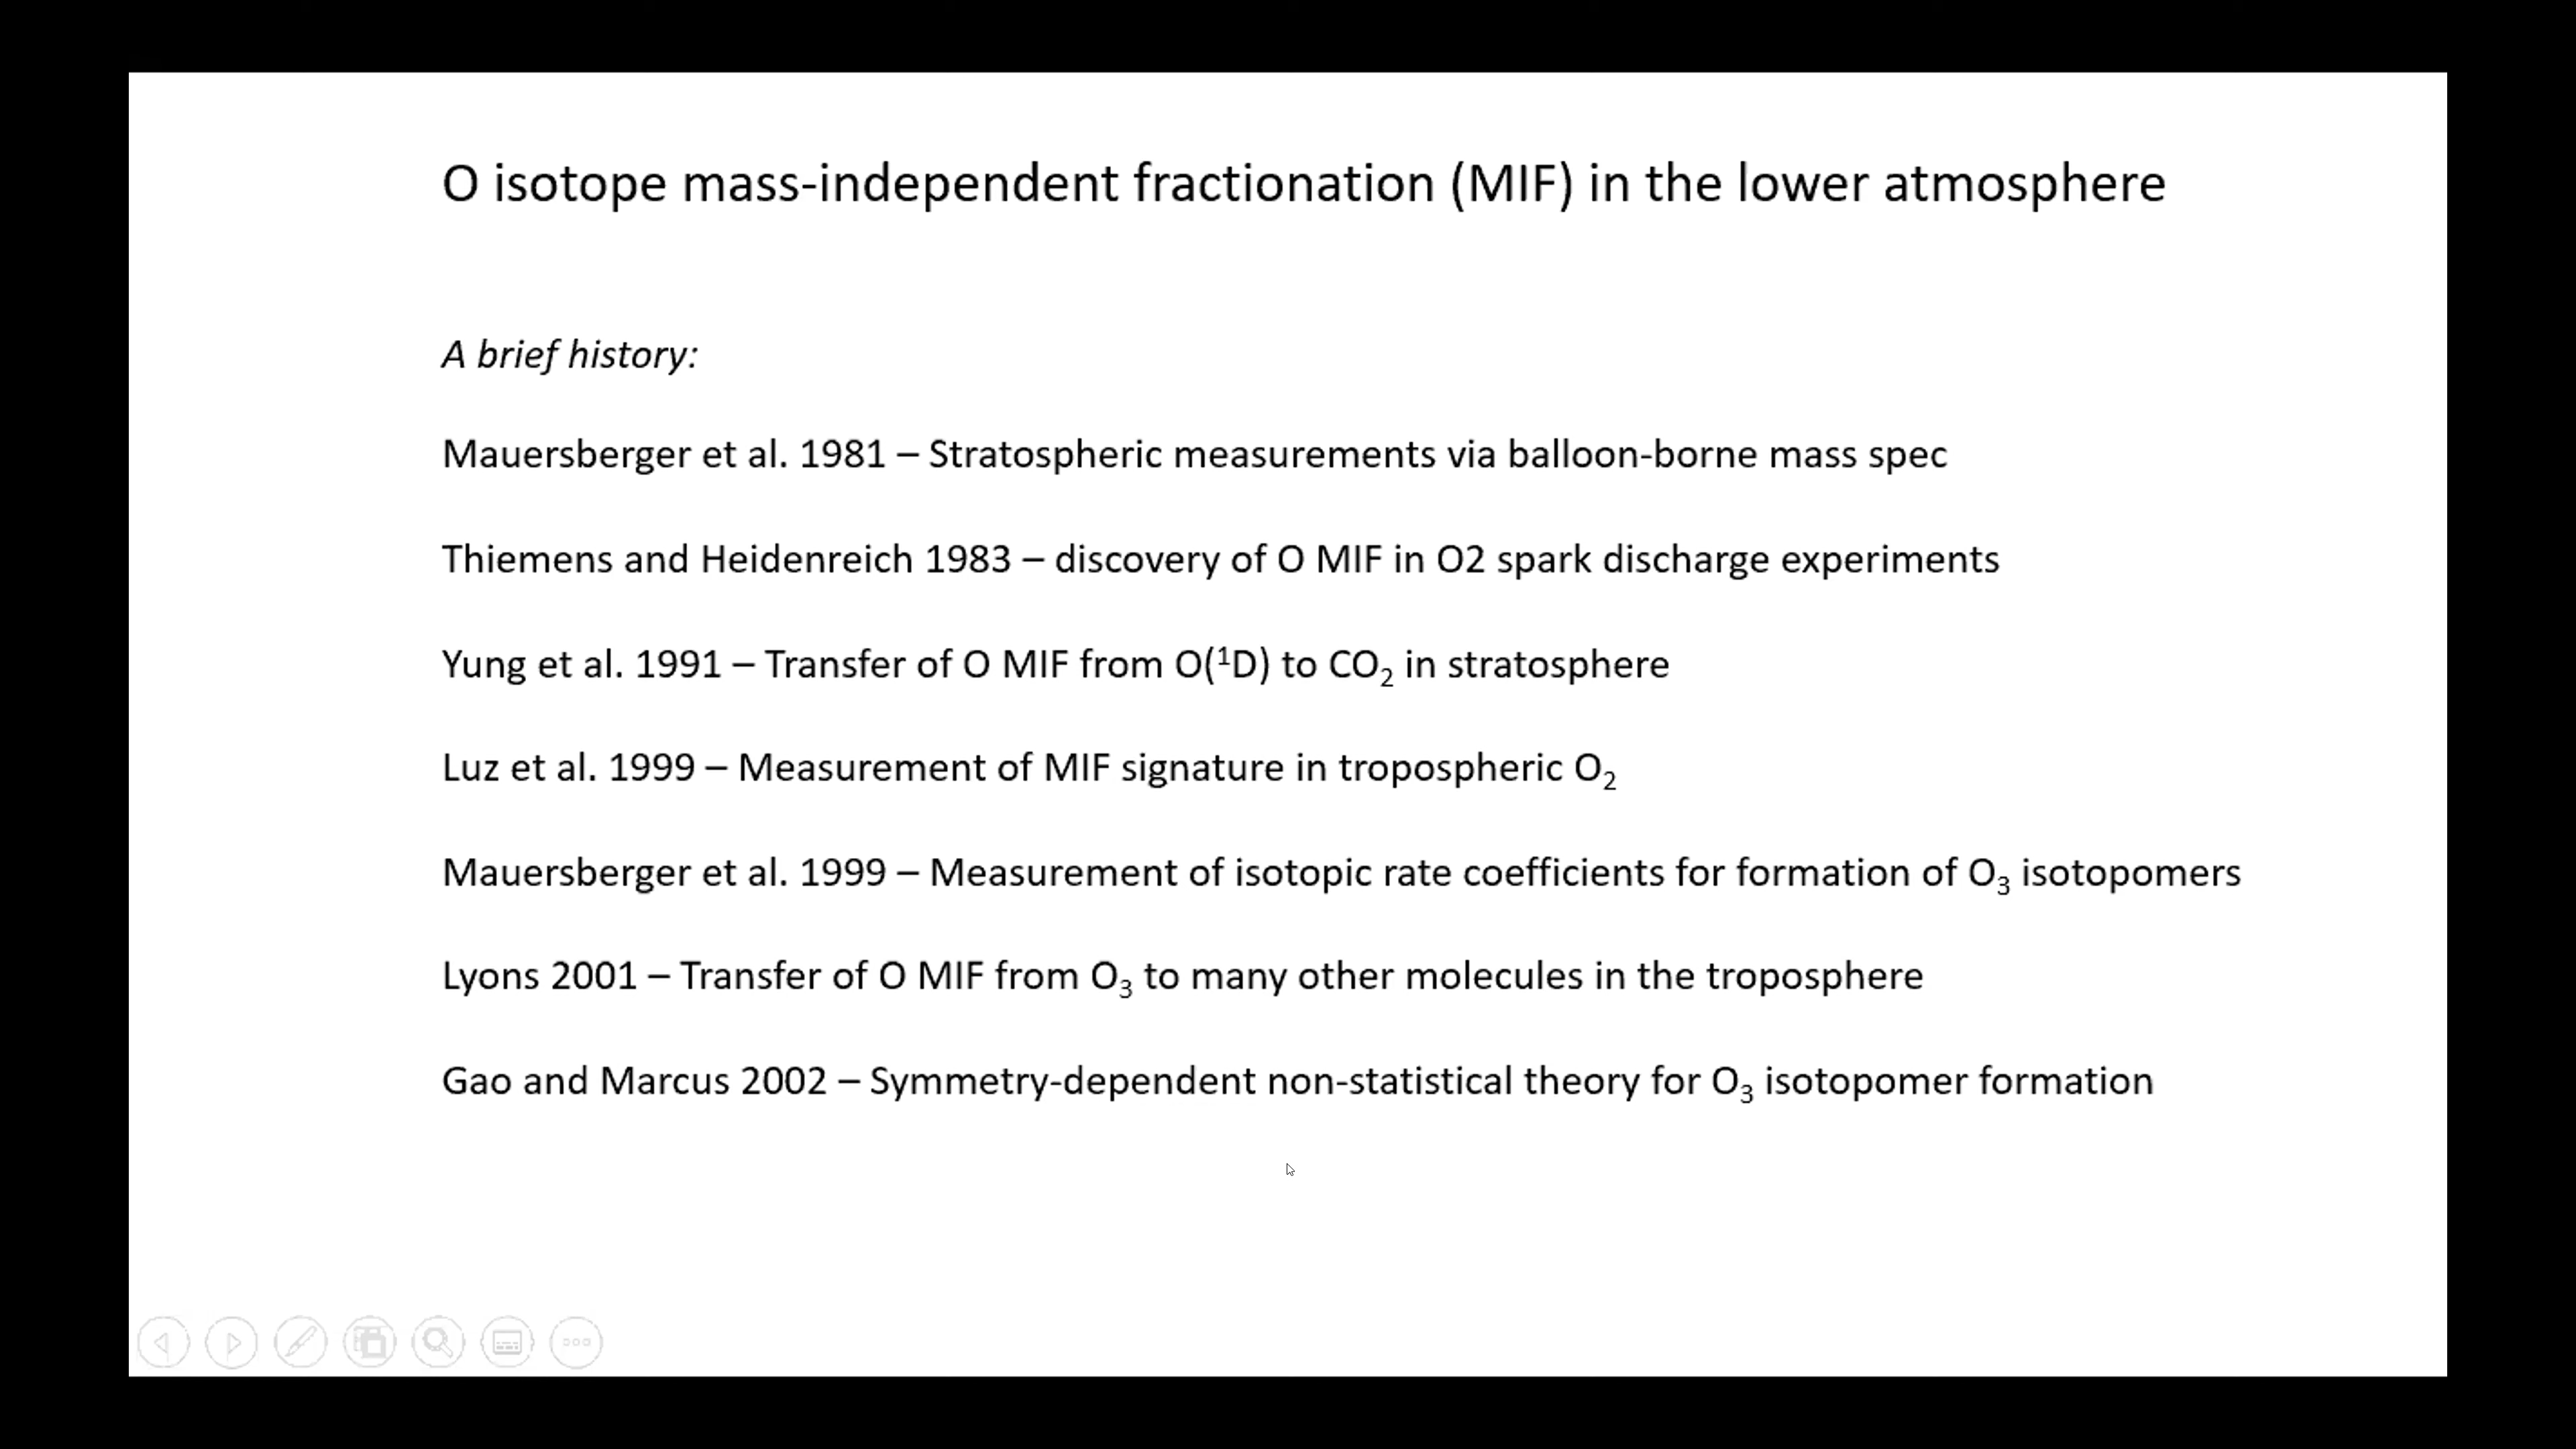 O isotope mass-independent fractionation (MIF) in the lower atmosphere
A brief history:
Mauersberger et al. 1981 – Stratospheric measurements via balloon-borne mass spec
Thiemens and Heidenreich 1983 – discovery of O MIF in O2 spark discharge experiments
Yung et al. 1991 – Transfer of O MIF from O(¹D) to CO₂ in stratosphere
Luz et al. 1999 – Measurement of MIF signature in tropospheric O₂
Mauersberger et al. 1999 – Measurement of isotopic rate coefficients for formation of O₃ isotopomers
Lyons 2001 – Transfer of O MIF from O₃ to many other molecules in the troposphere
Gao and Marcus 2002 – Symmetry-dependent non-statistical theory for O₃ isotopomer formation